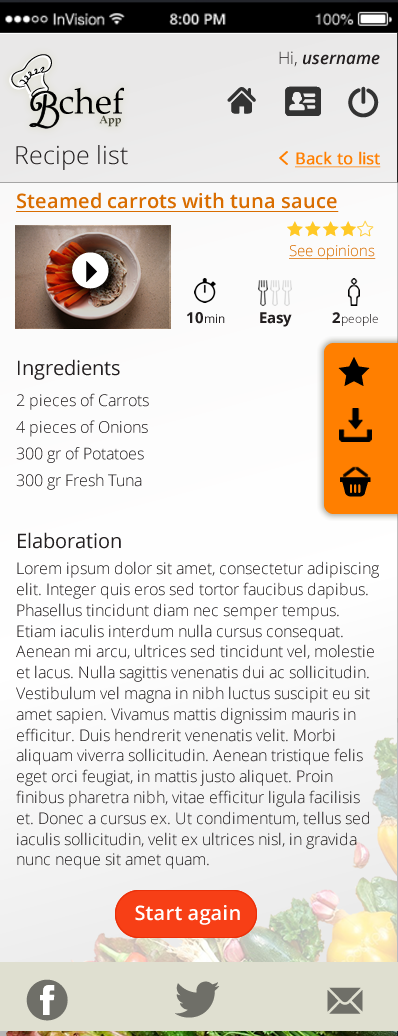 InVision 8:00 PM 100%
Hi, username
Bchef
App
Recipe list
Back to list
Steamed carrots with tuna sauce
See opinions
10min Easy 2people
Ingredients
2 pieces of Carrots
4 pieces of Onions
300 gr of Potatoes
300 gr Fresh Tuna
Elaboration
Lorem ipsum dolor sit amet, consectetur adipiscing
elit. Integer quis eros sed tortor faucibus dapibus.
Phasellus tincidunt diam nec semper tempus.
Etiam iaculis interdum nulla cursus consequat.
Aenean mi arcu, ultrices sed tincidunt vel, molestie
et lacus. Nulla sagittis venenatis dui ac sollicitudin.
Vestibulum vel magna in nibh luctus suscipit eu sit
amet sapien. Vivamus mattis dignissim mauris in
efficitur. Duis hendrerit venenatis velit. Morbi
aliquam viverra sollicitudin. Aenean tristique felis
eget orci feugiat, in mattis justo aliquet. Proin
finibus pharetra nibh, vitae efficitur ligula facilisis
et. Donec a cursus ex. Ut condimentum, tellus sed
iaculis sollicitudin, velit ex ultrices nisl, in gravida
nunc neque sit amet quam.
Start again